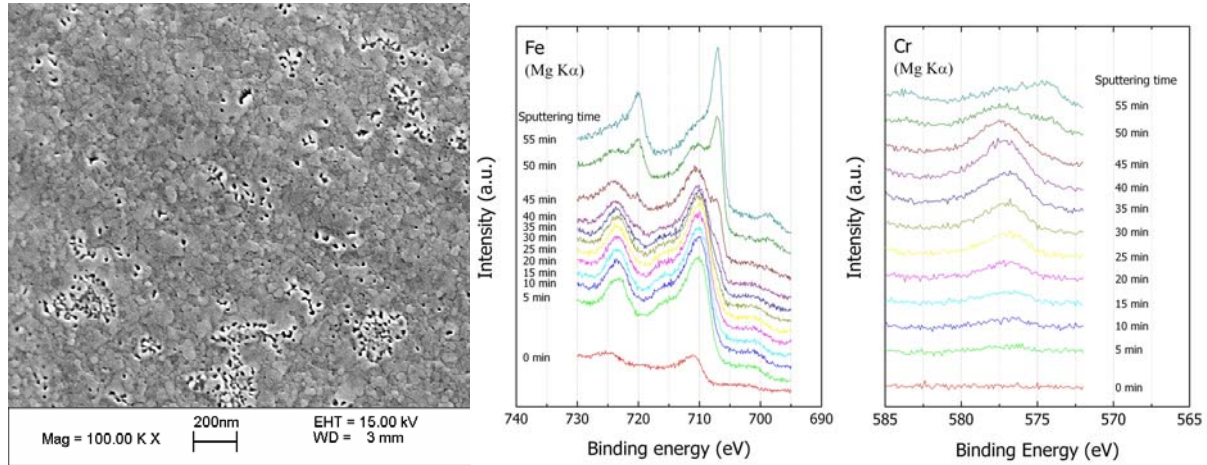 Mag = 100.00 K X
200nm
EHT = 15.00 kV
WD = 3 mm
Fe
(Mg Kα)
Sputtering time
55 min
50 min
45 min
40 min
35 min
30 min
25 min
20 min
15 min
10 min
5 min
0 min
Intensity (a.u.)
740 730 720 710 700 690
Binding energy (eV)
Cr
(Mg Kα)
Sputtering time
55 min
50 min
45 min
40 min
35 min
30 min
25 min
20 min
15 min
10 min
5 min
0 min
Intensity (a.u.)
585 580 575 570 565
Binding Energy (eV)